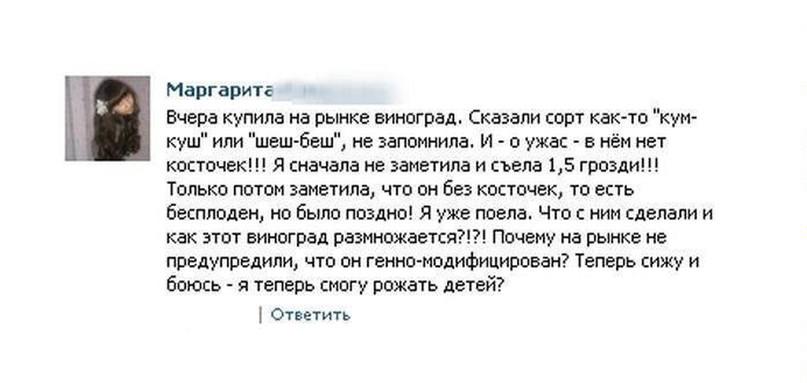 Маргарита
Вчера купила на рынке виноград. Сказали сорт как-то "кум-
куш" или "шеш-беш", не запомнила. И - о ужас - в нём нет
косточек!!! Я сначала не заметила и съела 1,5 грозди!!!
Только потом заметила, что он без косточек, то есть
бесплоден, но было поздно! Я уже поела. Что с ним сделали и
как этот виноград размножается?!?! Почему на рынке не
предупредили, что он генно-модифицирован? Теперь сижу и
боюсь - я теперь смогу рожать детей?
| Ответить